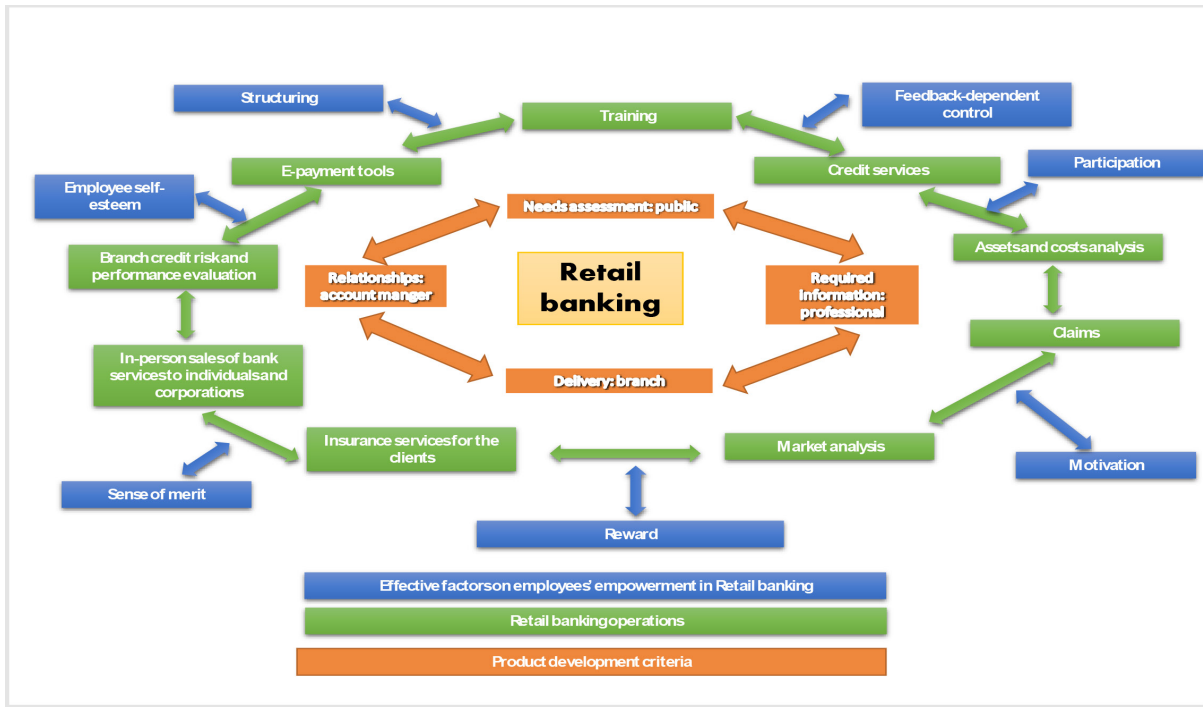 Structuring
Feedback-dependent
control
Training
Participation
E-payment tools
Credit services
Employee self-
esteem
Needs assessment: public
Branch credit risk and
performance evaluation
Assets and costs analysis
Relationships:
account manger
Retail
banking
Required
Information:
professional
Claims
In-person sales of bank
services to individuals and
corporations
Delivery: branch
Insurance services for the
clients
Market analysis
Motivation
Sense of merit
Reward
Effective factors on employees' empowerment in Retail banking
Retail banking operations
Product development criteria